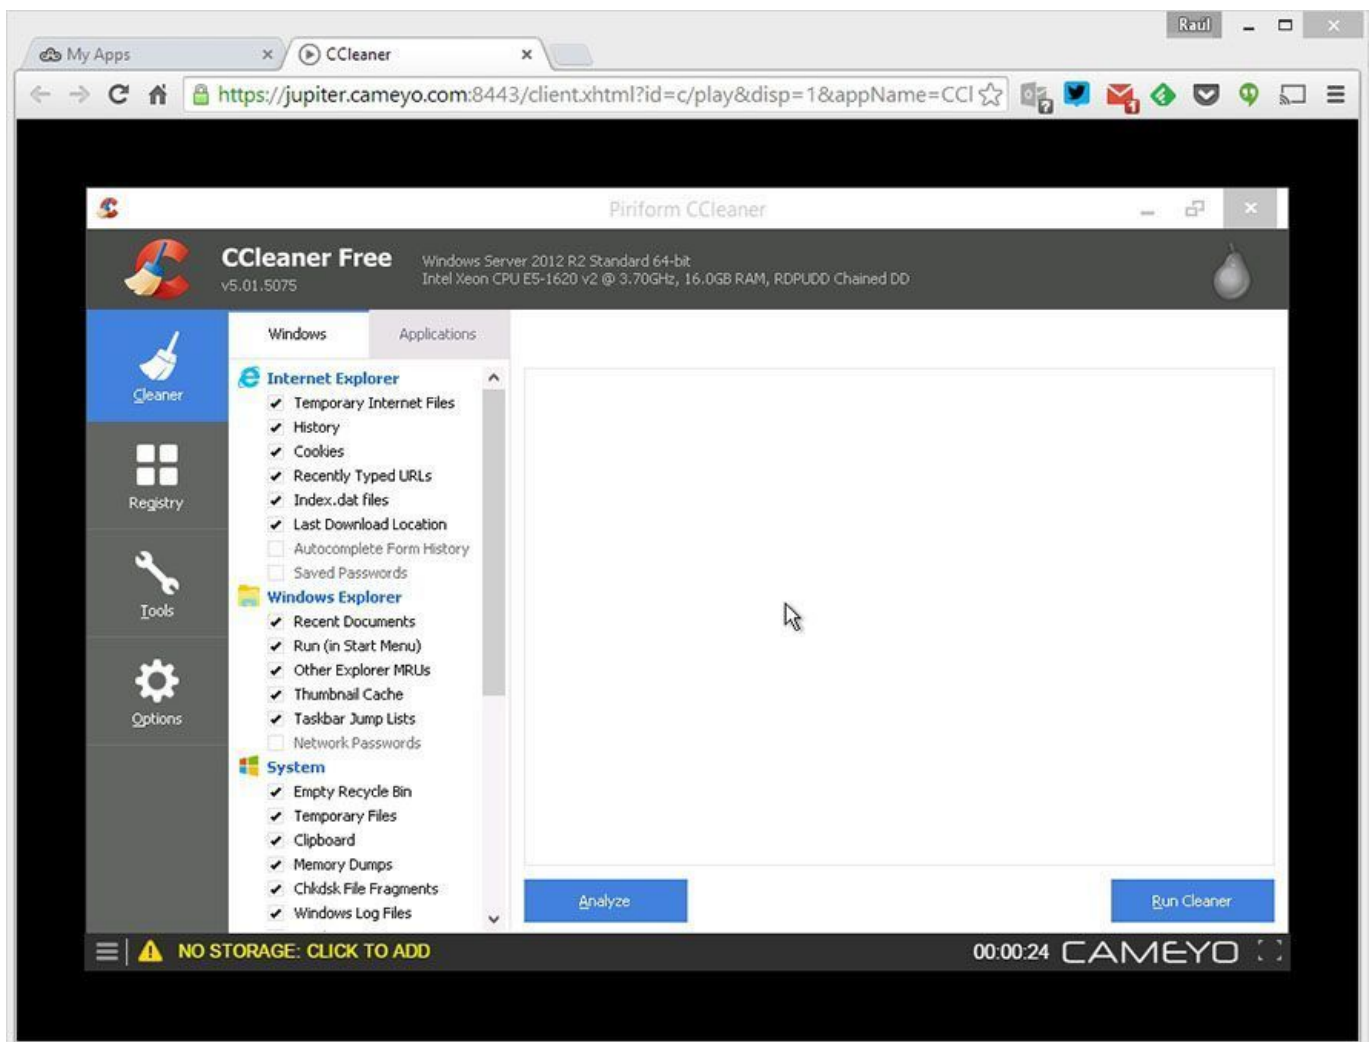 Raúl
My Apps
CCleaner
https://jupiter.cameyo.com:8443/client.xhtml?id=c/play&disp=1&appName=CCl
?
1
Piriform CCleaner
CCleaner Free
v5.01.5075
Windows Server 2012 R2 Standard 64-bit
Intel Xeon CPU E5-1620 v2 @ 3.70GHz, 16.0GB RAM, RDPUDD Chained DD
Cleaner
Registry
Tools
Options
Windows
Applications
Internet Explorer
Temporary Internet Files
History
Cookies
Recently Typed URLs
Index.dat files
Last Download Location
Autocomplete Form History
Saved Passwords
Windows Explorer
Recent Documents
Run (in Start Menu)
Other Explorer MRUs
Thumbnail Cache
Taskbar Jump Lists
Network Passwords
System
Empty Recycle Bin
Temporary Files
Clipboard
Memory Dumps
Chkdsk File Fragments
Windows Log Files
Analyze
Run Cleaner
NO STORAGE: CLICK TO ADD
00:00:24 CAMEYO